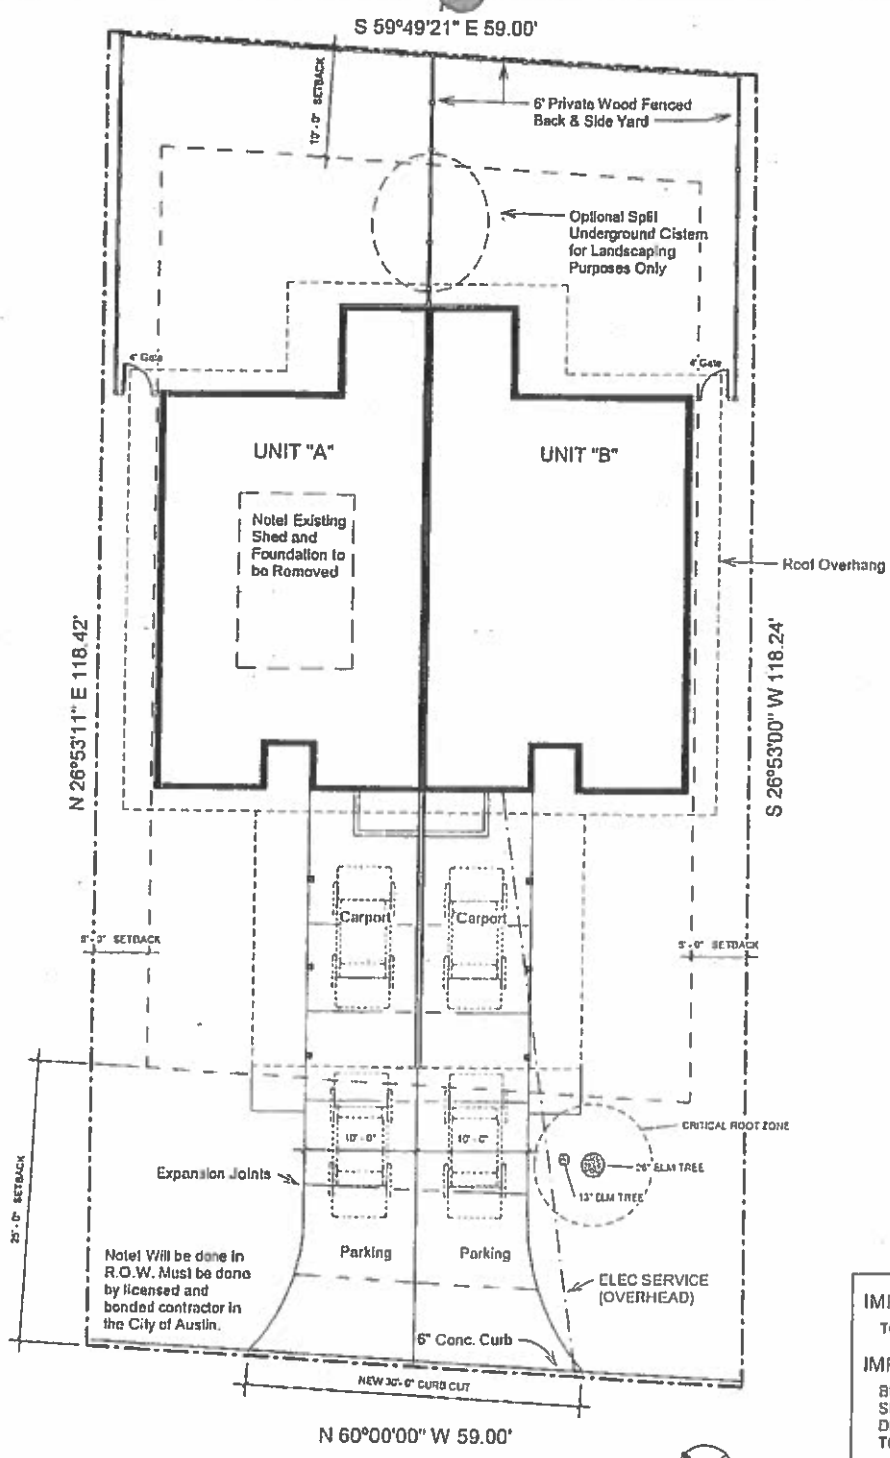 S 59°49'21" E 59.00'
10'-0" SETBACK
6' Private Wood Fenced
Back & Side Yard
Optional Split
Underground Cistern
for Landscaping
Purposes Only
4' Gate
4' Gate
UNIT "A"
UNIT "B"
Note! Existing
Shed and
Foundation to
be Removed
Roof Overhang
N 26°53'11" E 118.42'
S 26°53'00" W 118.24'
Carport
Carport
5'-0" SETBACK
5'-0" SETBACK
25'-0" SETBACK
10'-0"
10'-0"
CRITICAL ROOT ZONE
26" ELM TREE
13" ELM TREE
Expansion Joints
Parking
Parking
Note! Will be done in
R.O.W. Must be done
by licensed and
bonded contractor in
the City of Austin.
ELEC SERVICE
(OVERHEAD)
6" Conc. Curb
NEW 30'-0" CURB CUT
N 60°00'00" W 59.00'